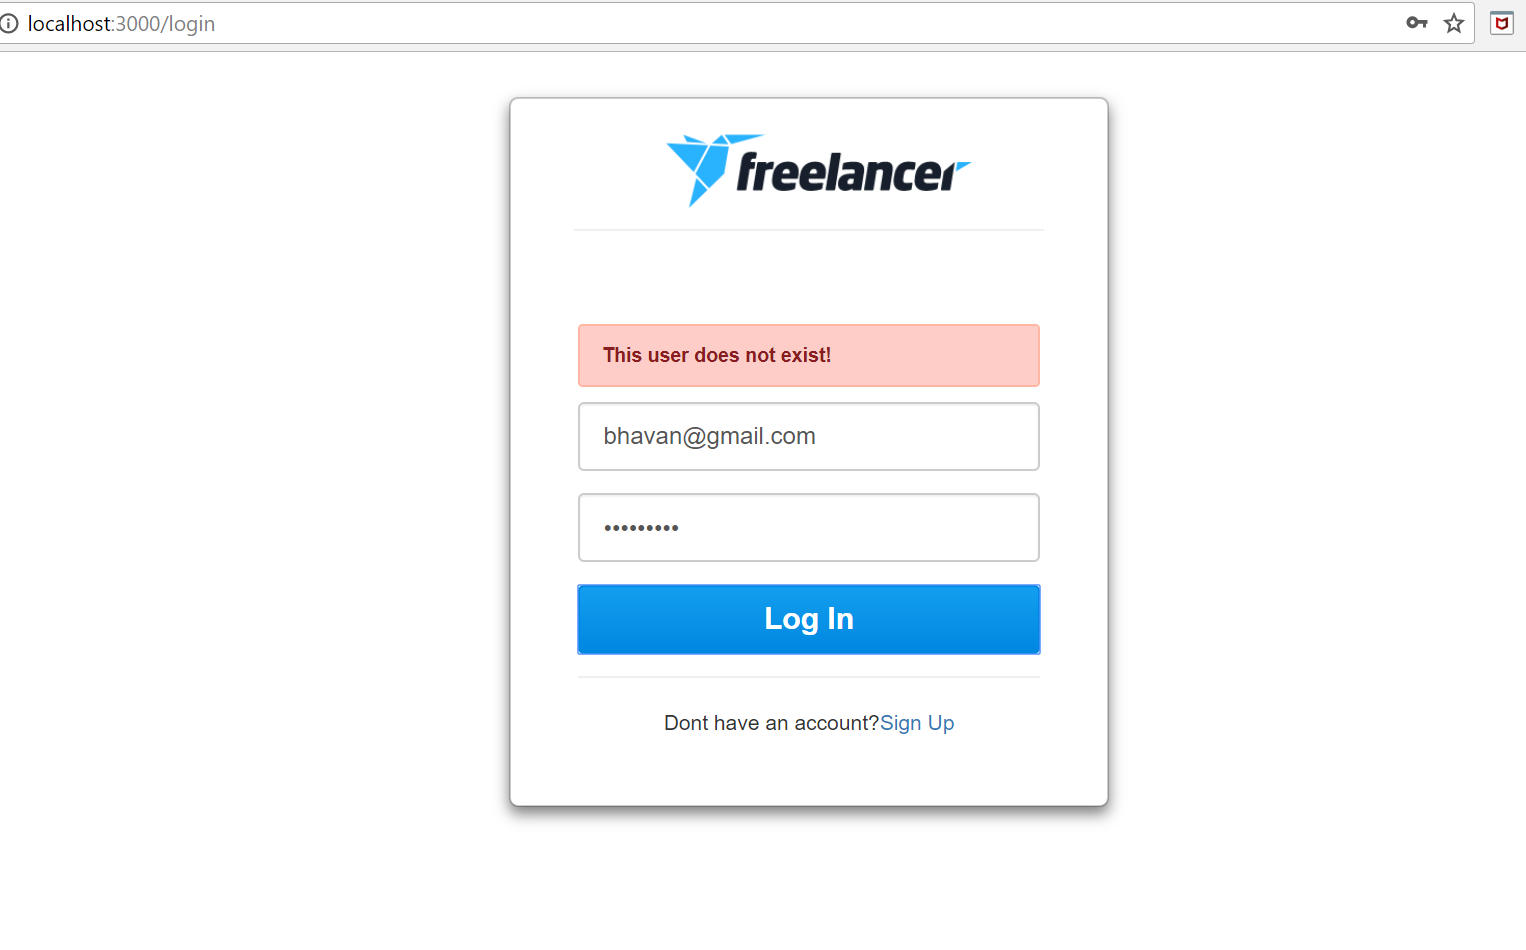 localhost:3000/login
freelancer
This user does not exist!
bhavan@gmail.com
•••••••••
Log In
Dont have an account?Sign Up